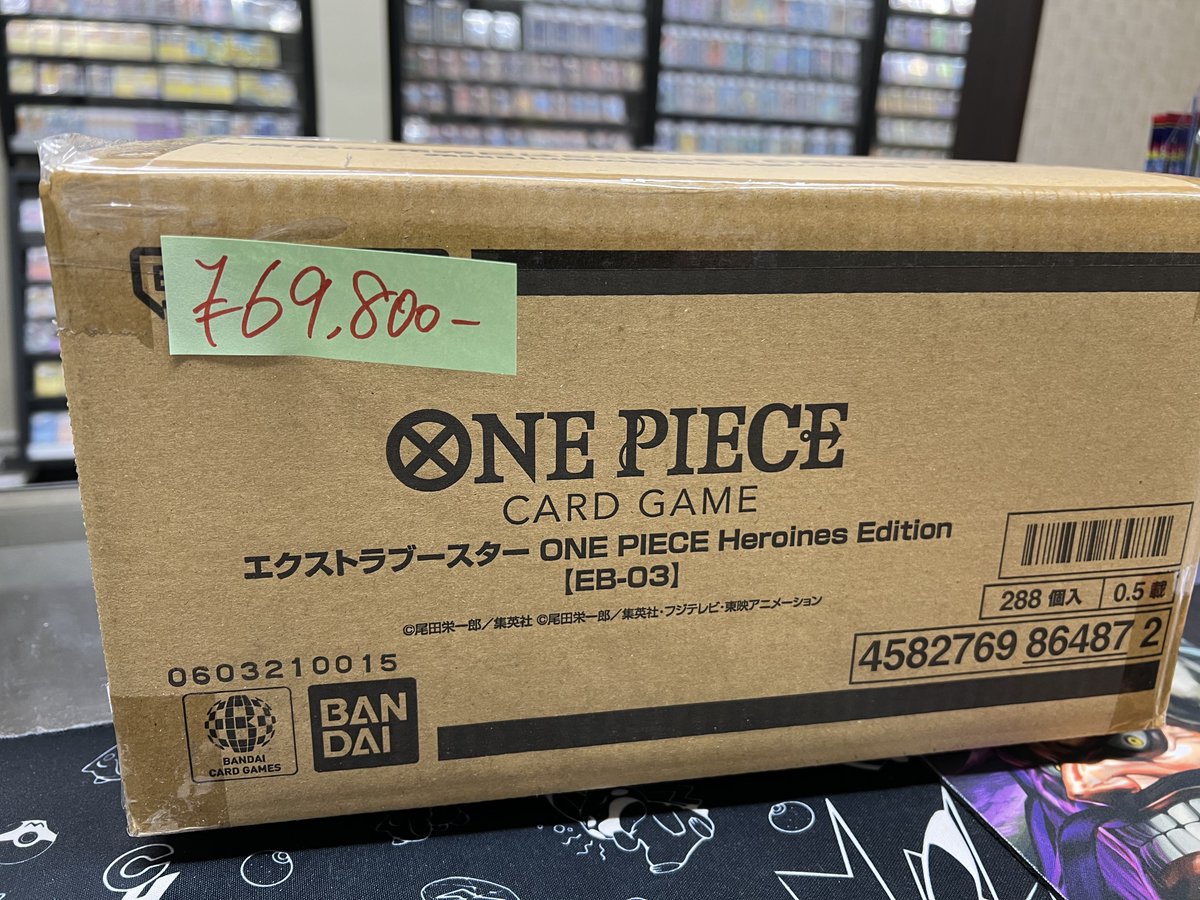 ¥69,800-
ONE PIECE
CARD GAME
エクストラブースター ONE PIECE Heroines Edition
【EB-03】
©尾田栄一郎/集英社 ©尾田栄一郎/集英社・フジテレビ・東映アニメーション
288 個入
0.5 載
4582769 86487 2
0603210015
BANDAI
CARD GAMES
BAN
DAI